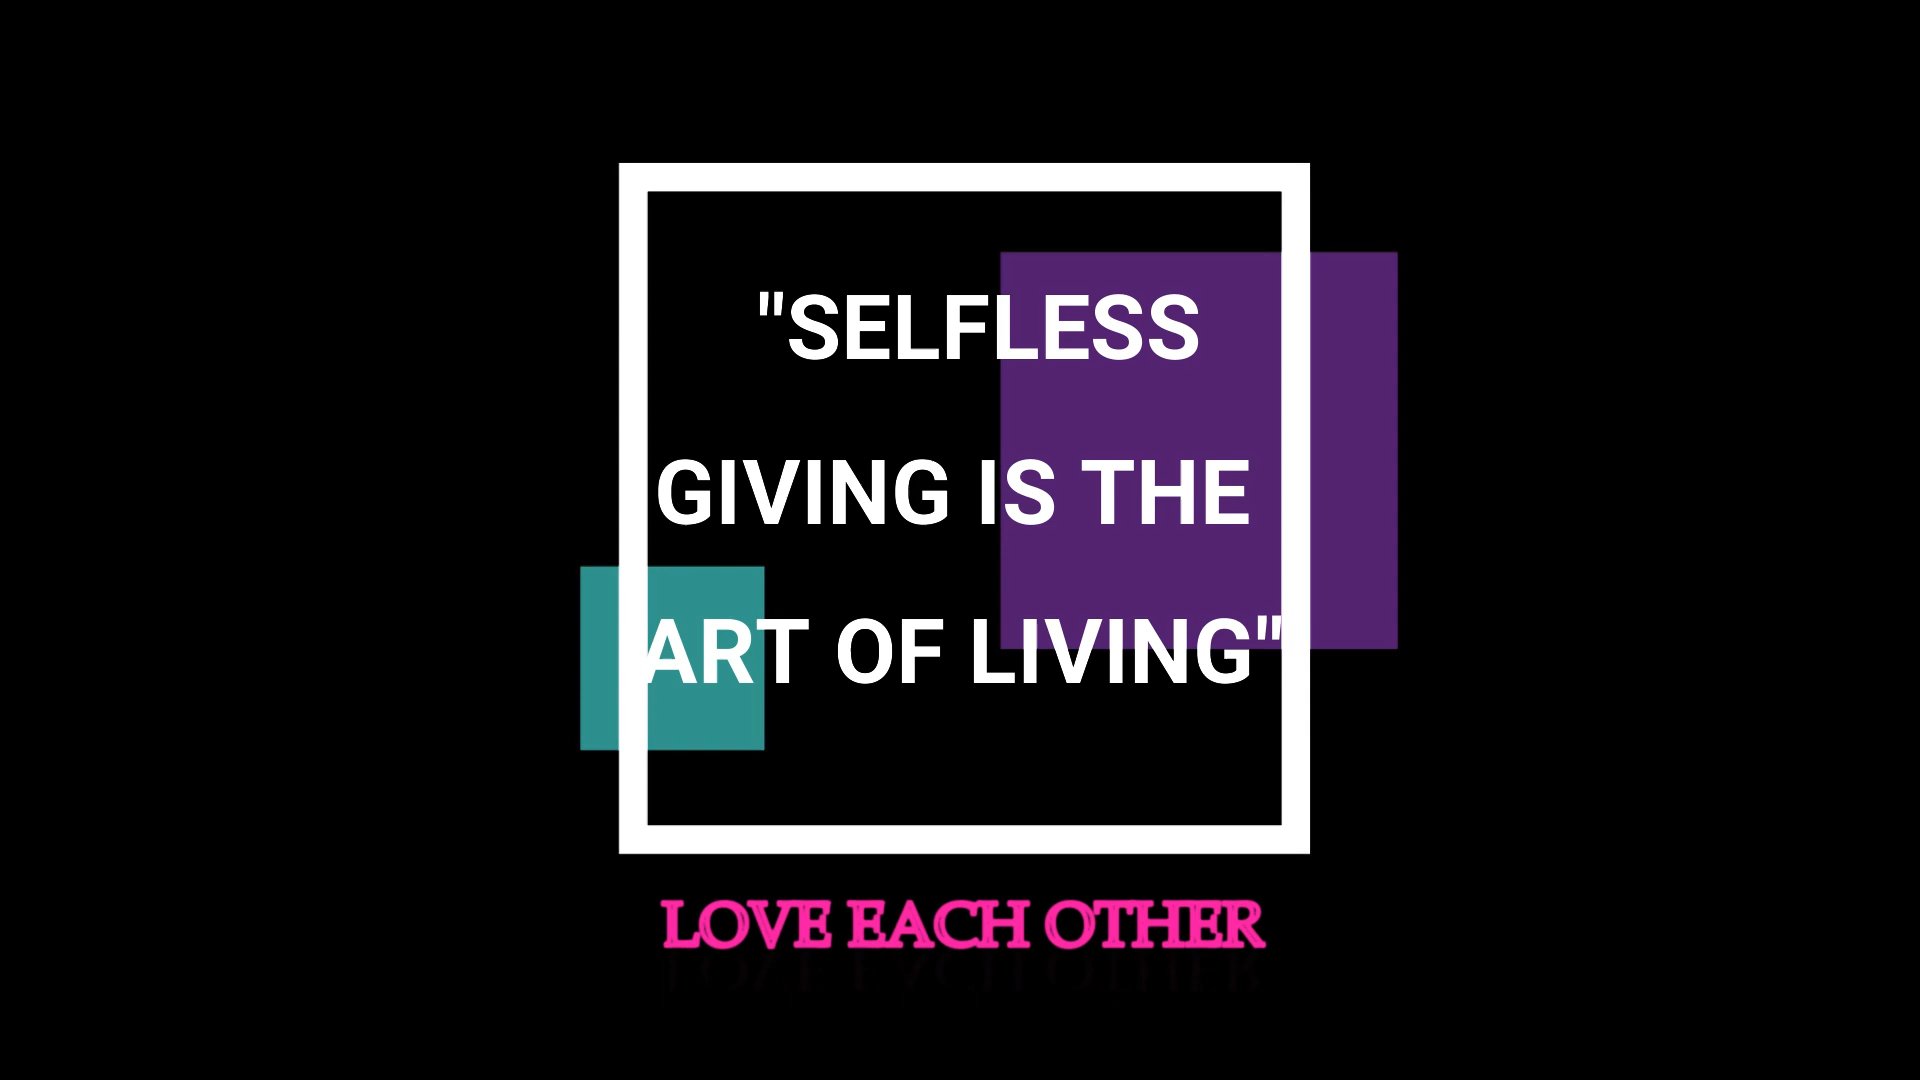 "SELFLESS
GIVING IS THE
ART OF LIVING"
LOVE EACH OTHER